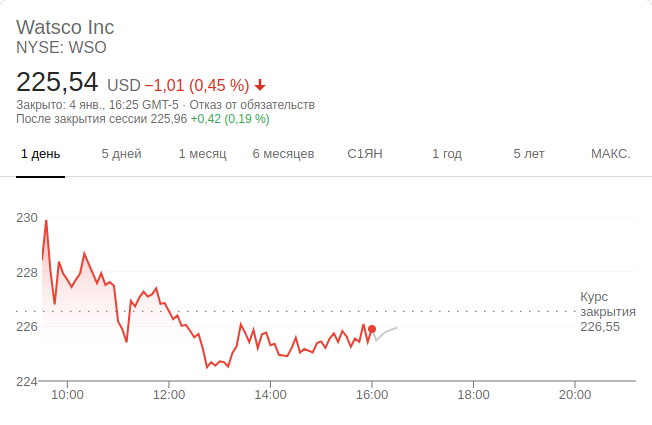 Watsco Inc
NYSE: WSO
225,54 USD −1,01 (0,45 %)
Закрыто: 4 янв., 16:25 GMT-5 · Отказ от обязательств
После закрытия сессии 225,96 +0,42 (0,19 %)
1 день 5 дней 1 месяц 6 месяцев С1ЯН 1 год 5 лет МАКС.
230
228
Курс
закрытия
226,55
226
224
10:00 12:00 14:00 16:00 18:00 20:00